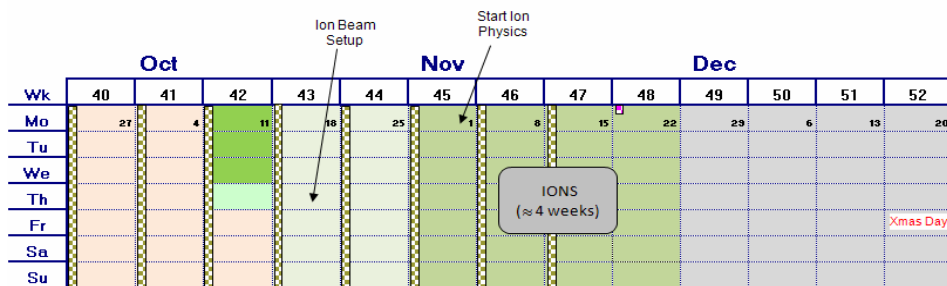 Ion Beam
Setup
Start Ion
Physics
Oct Nov Dec
Wk 40 41 42 43 44 45 46 47 48 49 50 51 52
Mo 27 4 11 18 25 1 8 15 22 29 6 13 20
Tu
We
Th
IONS
(≈ 4 weeks)
Fr
Xmas Day
Sa
Su